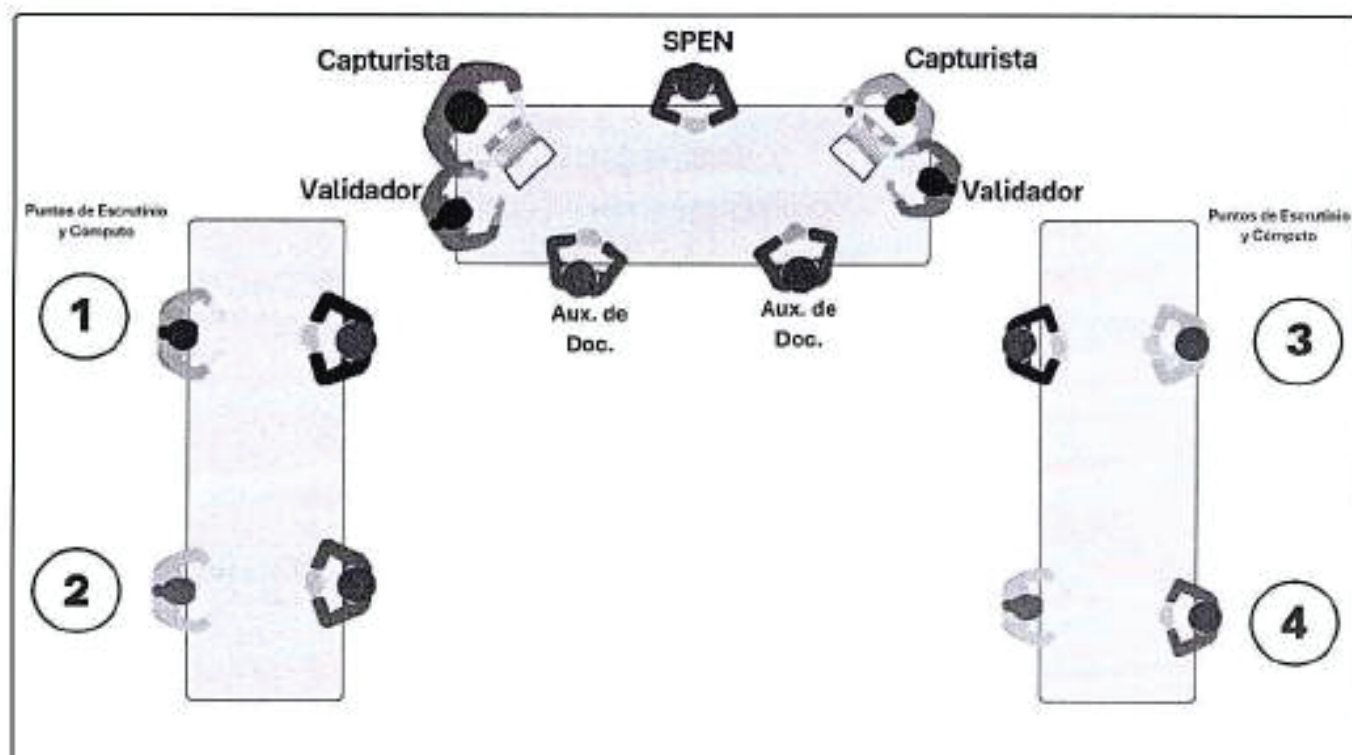 SPEN
Capturista
Capturista
Validador
Validador
Puntos de Escrutinio
y Cómputo
Puntos de Escrutinio
y Cómputo
1
Aux. de
Doc.
Aux. de
Doc.
3
2
4